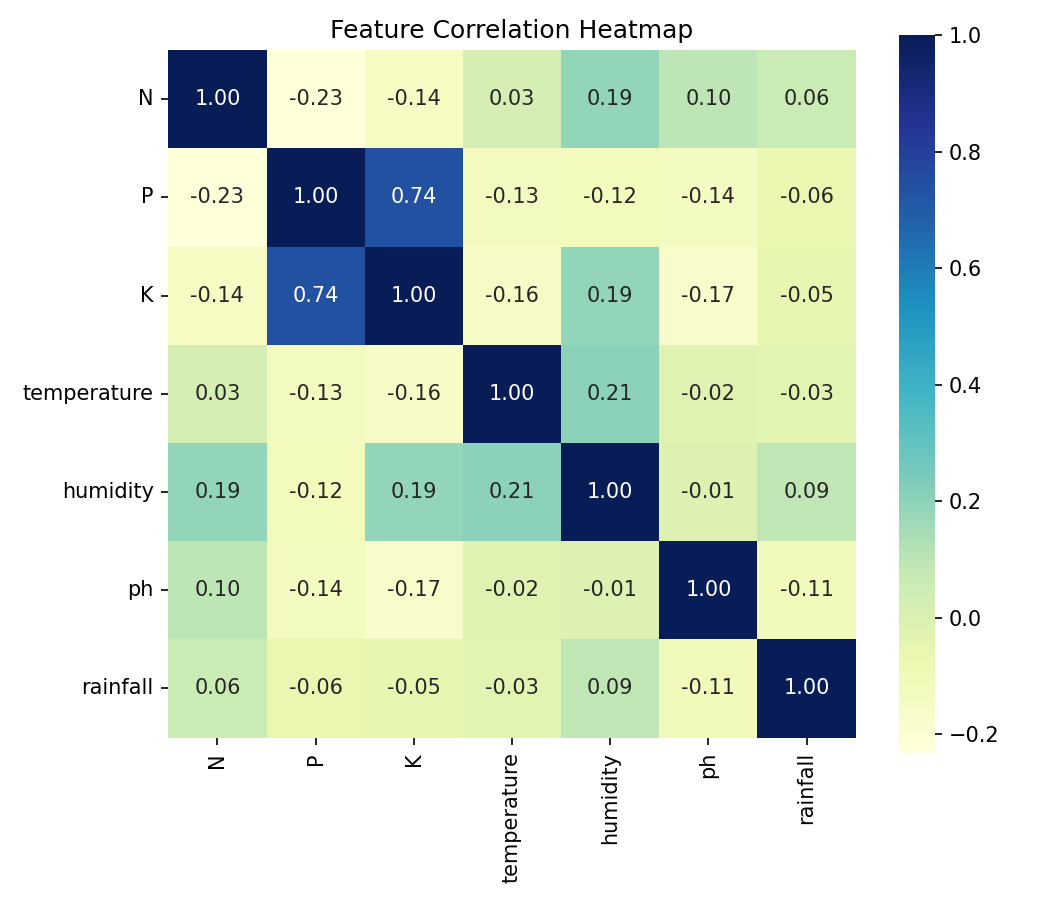 Feature Correlation Heatmap
N 1.00 -0.23 -0.14 0.03 0.19 0.10 0.06
P -0.23 1.00 0.74 -0.13 -0.12 -0.14 -0.06
K -0.14 0.74 1.00 -0.16 0.19 -0.17 -0.05
temperature 0.03 -0.13 -0.16 1.00 0.21 -0.02 -0.03
humidity 0.19 -0.12 0.19 0.21 1.00 -0.01 0.09
ph 0.10 -0.14 -0.17 -0.02 -0.01 1.00 -0.11
rainfall 0.06 -0.06 -0.05 -0.03 0.09 -0.11 1.00
N P K temperature humidity ph rainfall
1.0
0.8
0.6
0.4
0.2
0.0
−0.2